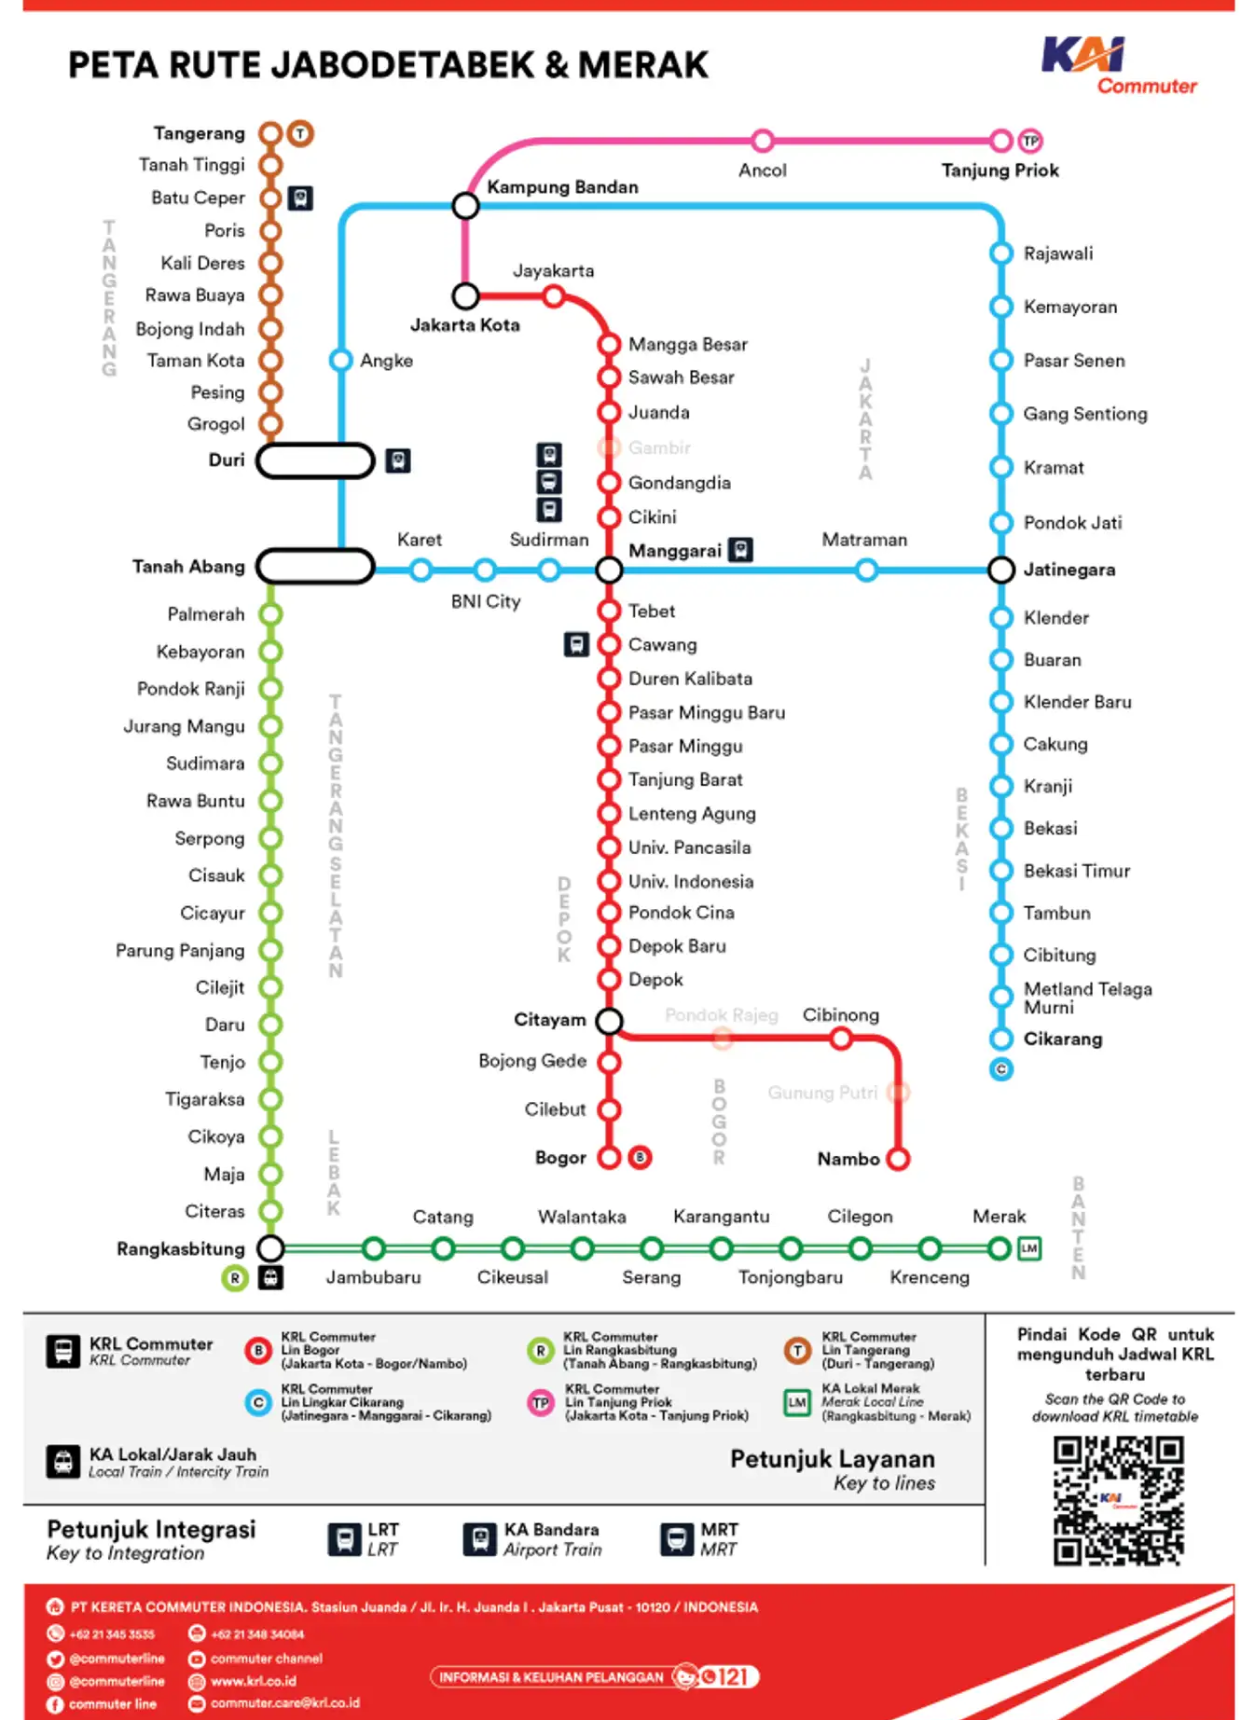 PETA RUTE JABODETABEK & MERAK
KAI
Commuter
Tangerang
T
Tanah Tinggi
Batu Ceper
Poris
Kali Deres
Rawa Buaya
Bojong Indah
Taman Kota
Pesing
Grogol
Duri
TANGERANG
Kampung Bandan
Ancol
Tanjung Priok
TP
Jayakarta
Jakarta Kota
Angke
Mangga Besar
Sawah Besar
Juanda
Gambir
Gondangdia
Cikini
Manggarai
JAKARTA
Rajawali
Kemayoran
Pasar Senen
Gang Sentiong
Kramat
Pondok Jati
Jatinegara
Tanah Abang
Karet
BNI City
Sudirman
Matraman
Palmerah
Kebayoran
Pondok Ranji
Jurang Mangu
Sudimara
Rawa Buntu
Serpong
Cisauk
Cicayur
Parung Panjang
Cilejit
Daru
Tenjo
Tigaraksa
Cikoya
Maja
Citeras
Rangkasbitung
R
TANGERANG SELATAN
LEBAK
Tebet
Cawang
Duren Kalibata
Pasar Minggu Baru
Pasar Minggu
Tanjung Barat
Lenteng Agung
Univ. Pancasila
Univ. Indonesia
Pondok Cina
Depok Baru
Depok
Citayam
DEPOK
Bojong Gede
Cilebut
Bogor
B
Pondok Rajeg
Cibinong
Gunung Putri
Nambo
BOGOR
Klender
Buaran
Klender Baru
Cakung
Kranji
Bekasi
Bekasi Timur
Tambun
Cibitung
Metland Telaga
Murni
Cikarang
C
BEKASI
Jambubaru
Catang
Cikeusal
Walantaka
Serang
Karangantu
Tonjongbaru
Cilegon
Krenceng
Merak
LM
BANTEN
KRL Commuter
KRL Commuter
B
KRL Commuter
Lin Bogor
(Jakarta Kota - Bogor/Nambo)
R
KRL Commuter
Lin Rangkasbitung
(Tanah Abang - Rangkasbitung)
T
KRL Commuter
Lin Tangerang
(Duri - Tangerang)
C
KRL Commuter
Lin Lingkar Cikarang
(Jatinegara - Manggarai - Cikarang)
TP
KRL Commuter
Lin Tanjung Priok
(Jakarta Kota - Tanjung Priok)
LM
KA Lokal Merak
Merak Local Line
(Rangkasbitung - Merak)
KA Lokal/Jarak Jauh
Local Train / Intercity Train
Petunjuk Layanan
Key to lines
Pindai Kode QR untuk
mengunduh Jadwal KRL
terbaru
Scan the QR Code to
download KRL timetable
KAI
Commuter
Petunjuk Integrasi
Key to Integration
LRT
LRT
KA Bandara
Airport Train
MRT
MRT
PT KERETA COMMUTER INDONESIA. Stasiun Juanda / Jl. Ir. H. Juanda I . Jakarta Pusat - 10120 / INDONESIA
+62 21 345 3535
+62 21 348 34084
@commuterline
commuter channel
@commuterline
www.krl.co.id
commuter line
commuter.care@krl.co.id
INFORMASI & KELUHAN PELANGGAN 121